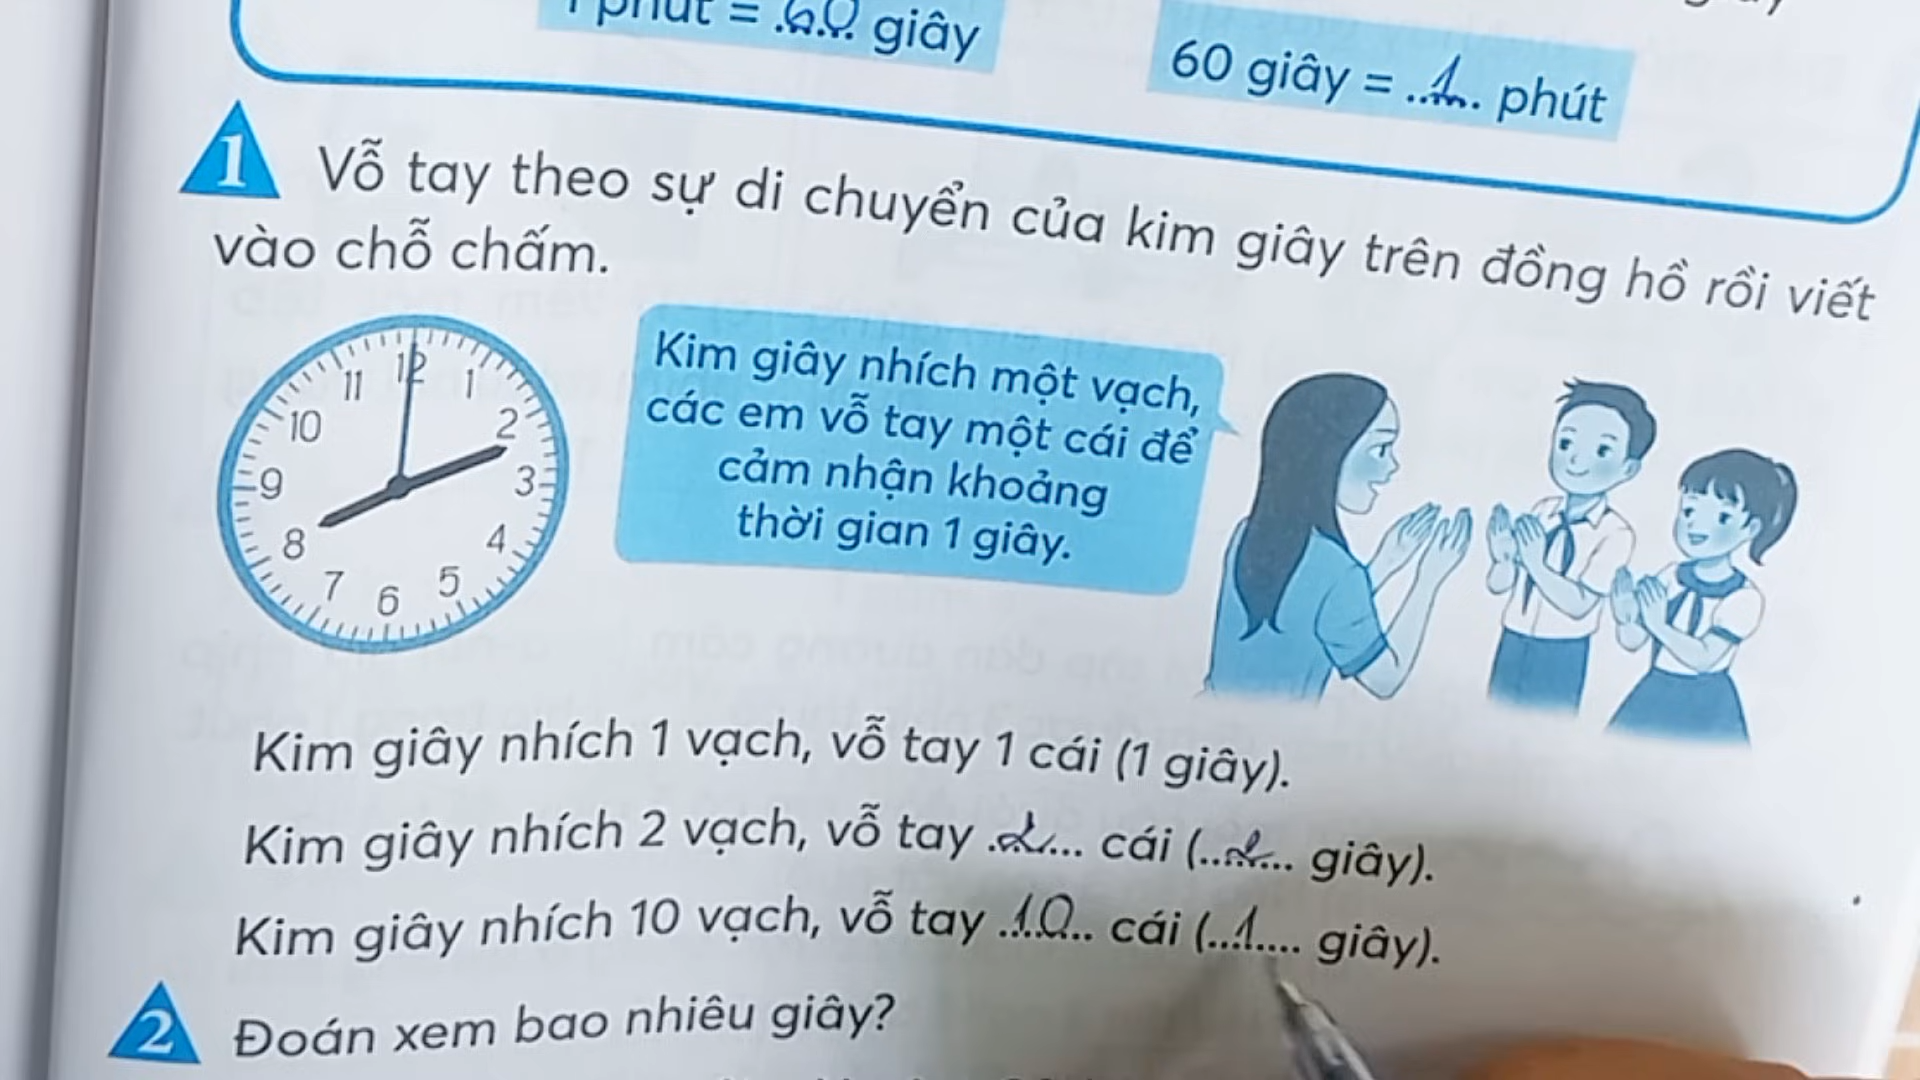 phút = .60. giây
60 giây = ..1... phút
1 Vỗ tay theo sự di chuyển của kim giây trên đồng hồ rồi viết
vào chỗ chấm.
12
11 1
10 2
9 3
8 4
7 6 5
Kim giây nhích một vạch,
các em vỗ tay một cái để
cảm nhận khoảng
thời gian 1 giây.
Kim giây nhích 1 vạch, vỗ tay 1 cái (1 giây).
Kim giây nhích 2 vạch, vỗ tay .2.... cái (...2.... giây).
Kim giây nhích 10 vạch, vỗ tay ..10.. cái (...1.... giây).
2 Đoán xem bao nhiêu giây?